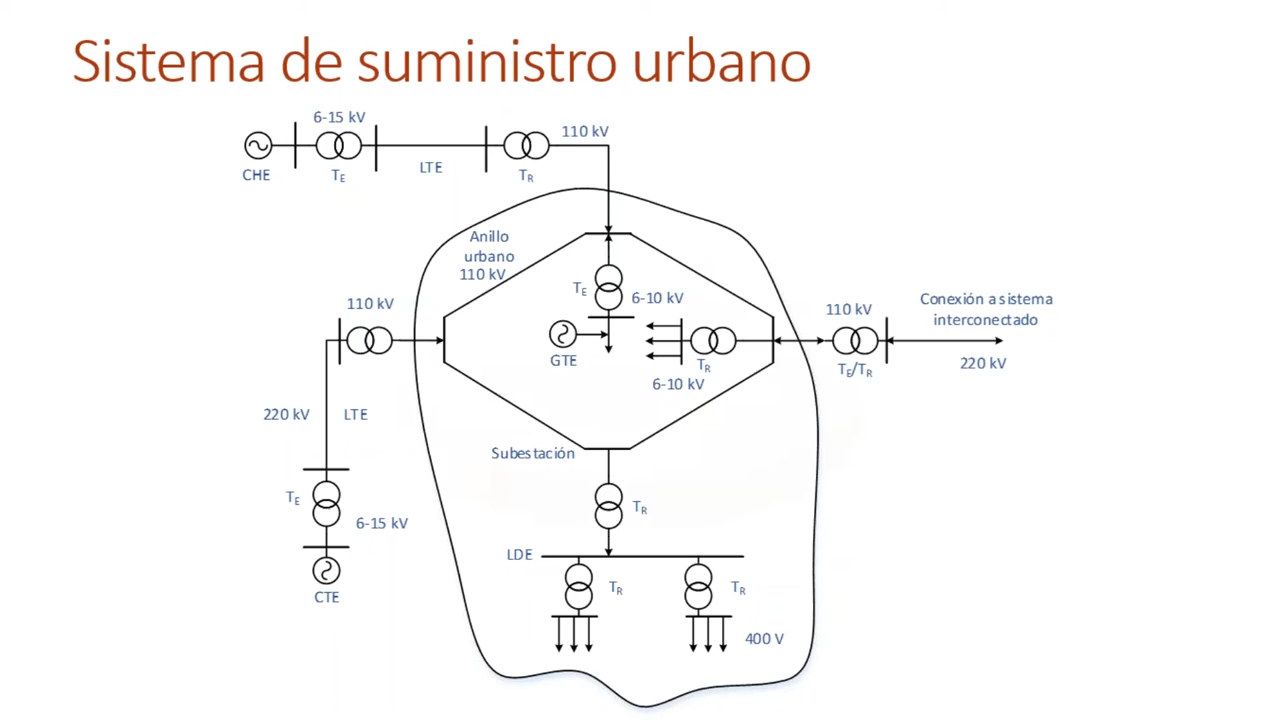 Sistema de suministro urbano
6-15 kV
110 kV
CHE
TE
LTE
TR
Anillo
urbano
110 kV
TE
6-10 kV
110 kV
GTE
TR
6-10 kV
110 kV
Conexión a sistema
interconectado
TE/TR
220 kV
220 kV
LTE
Subestación
TE
6-15 kV
CTE
TR
LDE
TR
TR
400 V